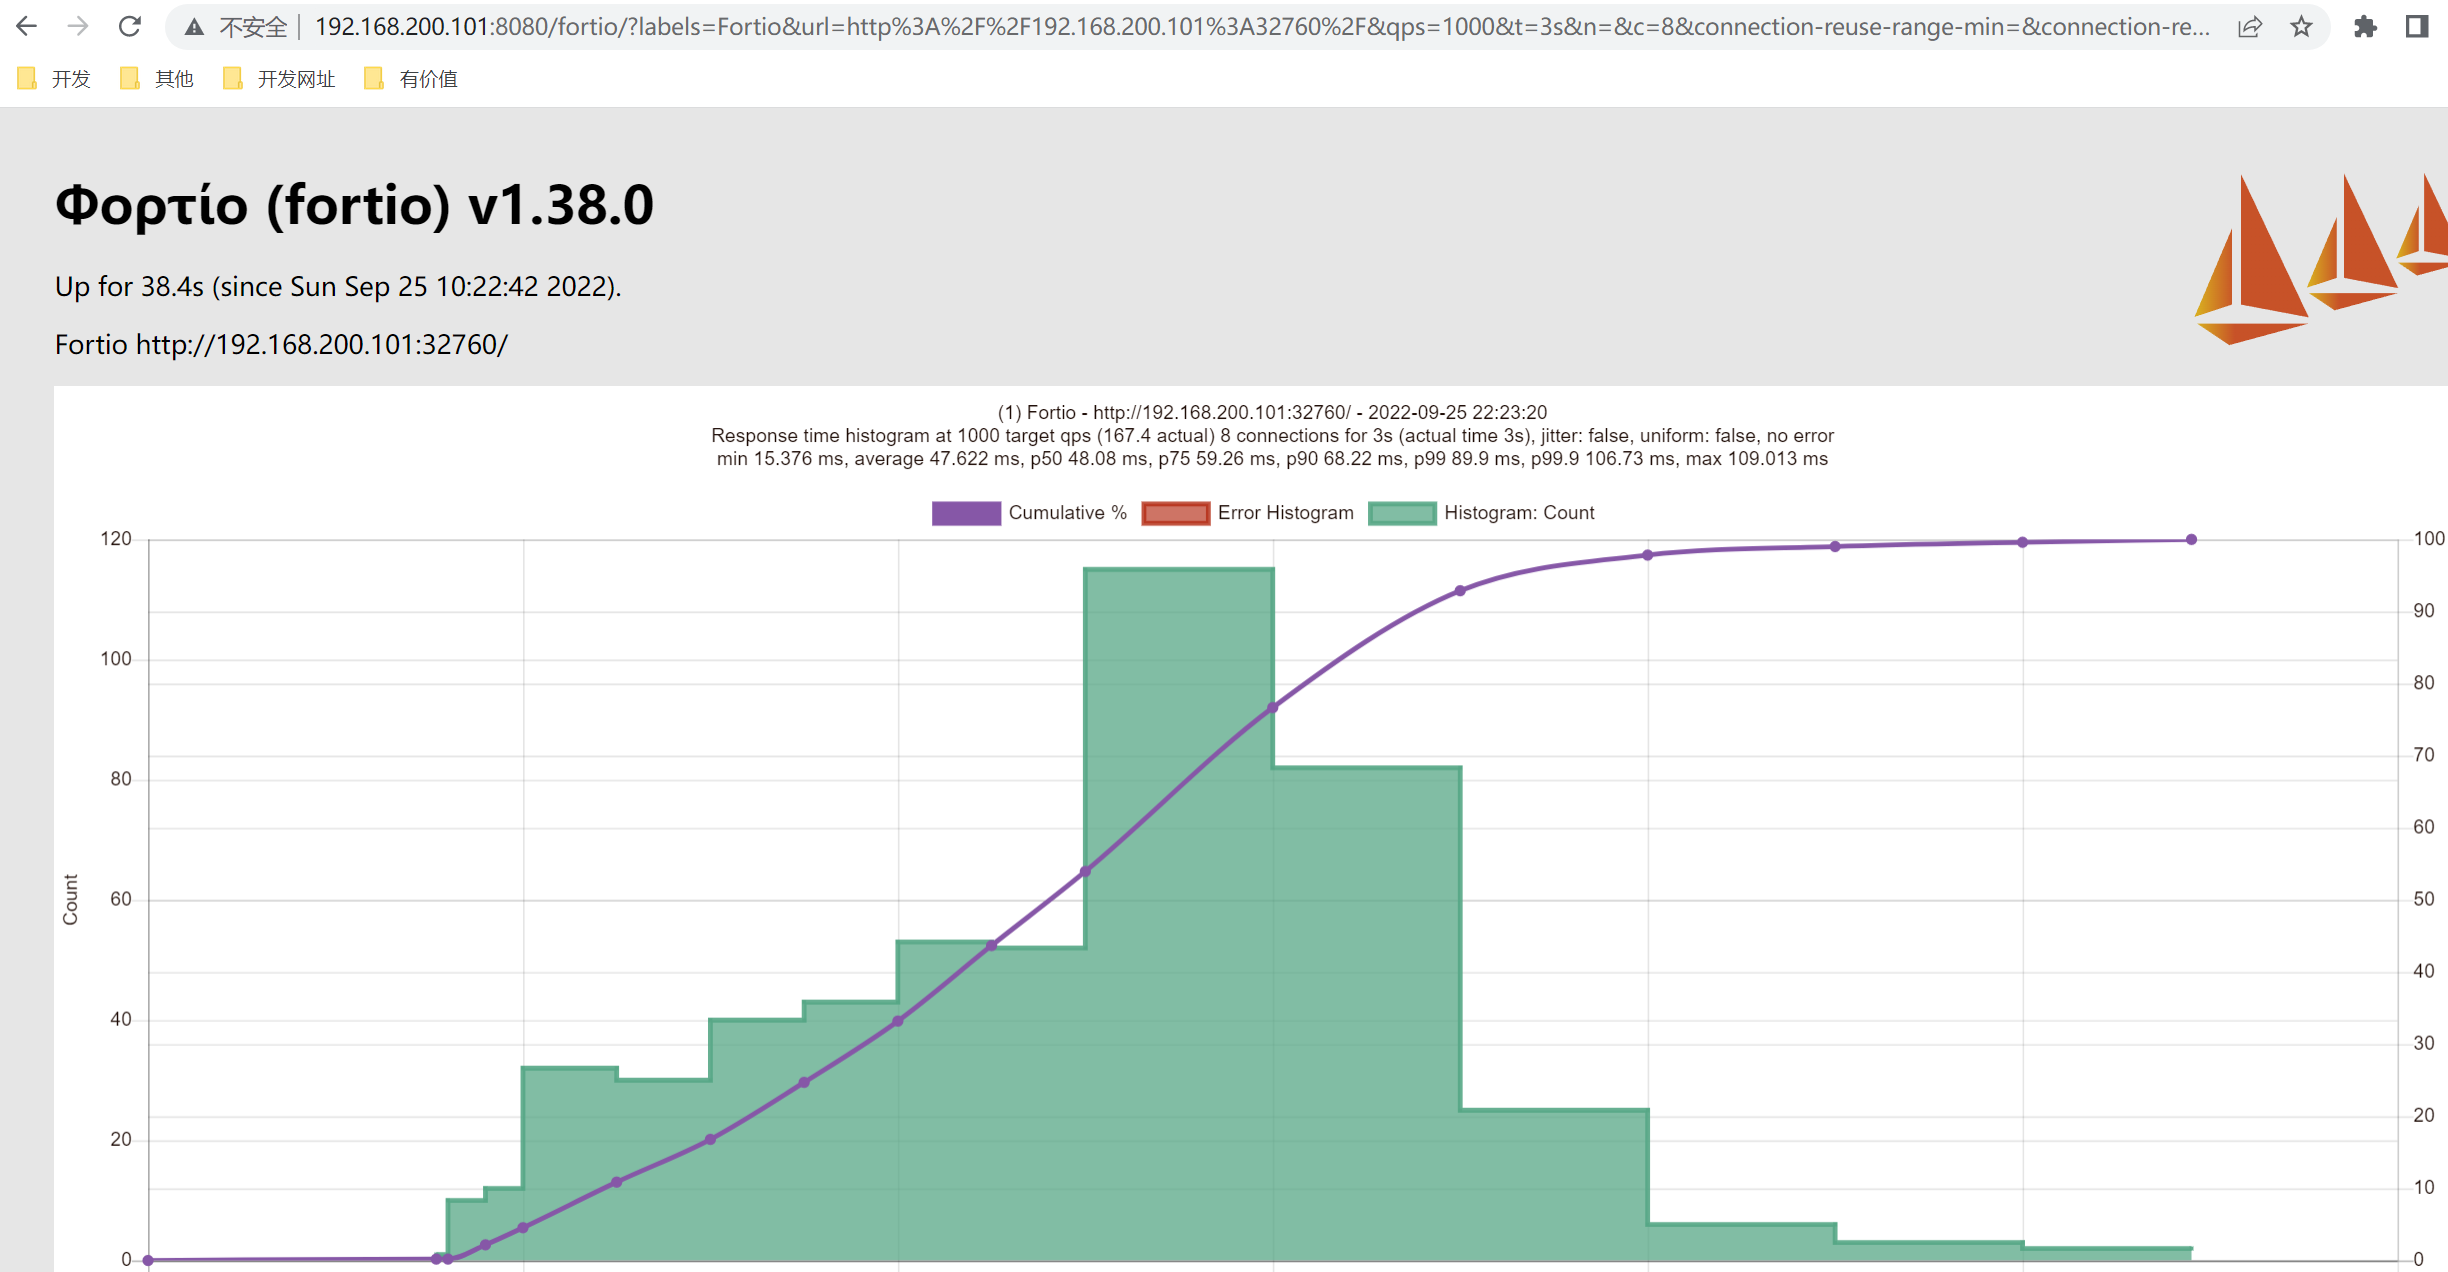 不安全 192.168.200.101:8080/fortio/?labels=Fortio&url=http%3A%2F%2F192.168.200.101%3A32760%2F&qps=1000&t=3s&n=&c=8&connection-reuse-range-min=&connection-re...
开发 其他 开发网址 有价值
Φορτίο (fortio) v1.38.0
Up for 38.4s (since Sun Sep 25 10:22:42 2022).
Fortio http://192.168.200.101:32760/
(1) Fortio - http://192.168.200.101:32760/ - 2022-09-25 22:23:20
Response time histogram at 1000 target qps (167.4 actual) 8 connections for 3s (actual time 3s), jitter: false, uniform: false, no error
min 15.376 ms, average 47.622 ms, p50 48.08 ms, p75 59.26 ms, p90 68.22 ms, p99 89.9 ms, p99.9 106.73 ms, max 109.013 ms
Cumulative % Error Histogram Histogram: Count
120
100
80
60
40
20
0
Count
100
90
80
70
60
50
40
30
20
10
0